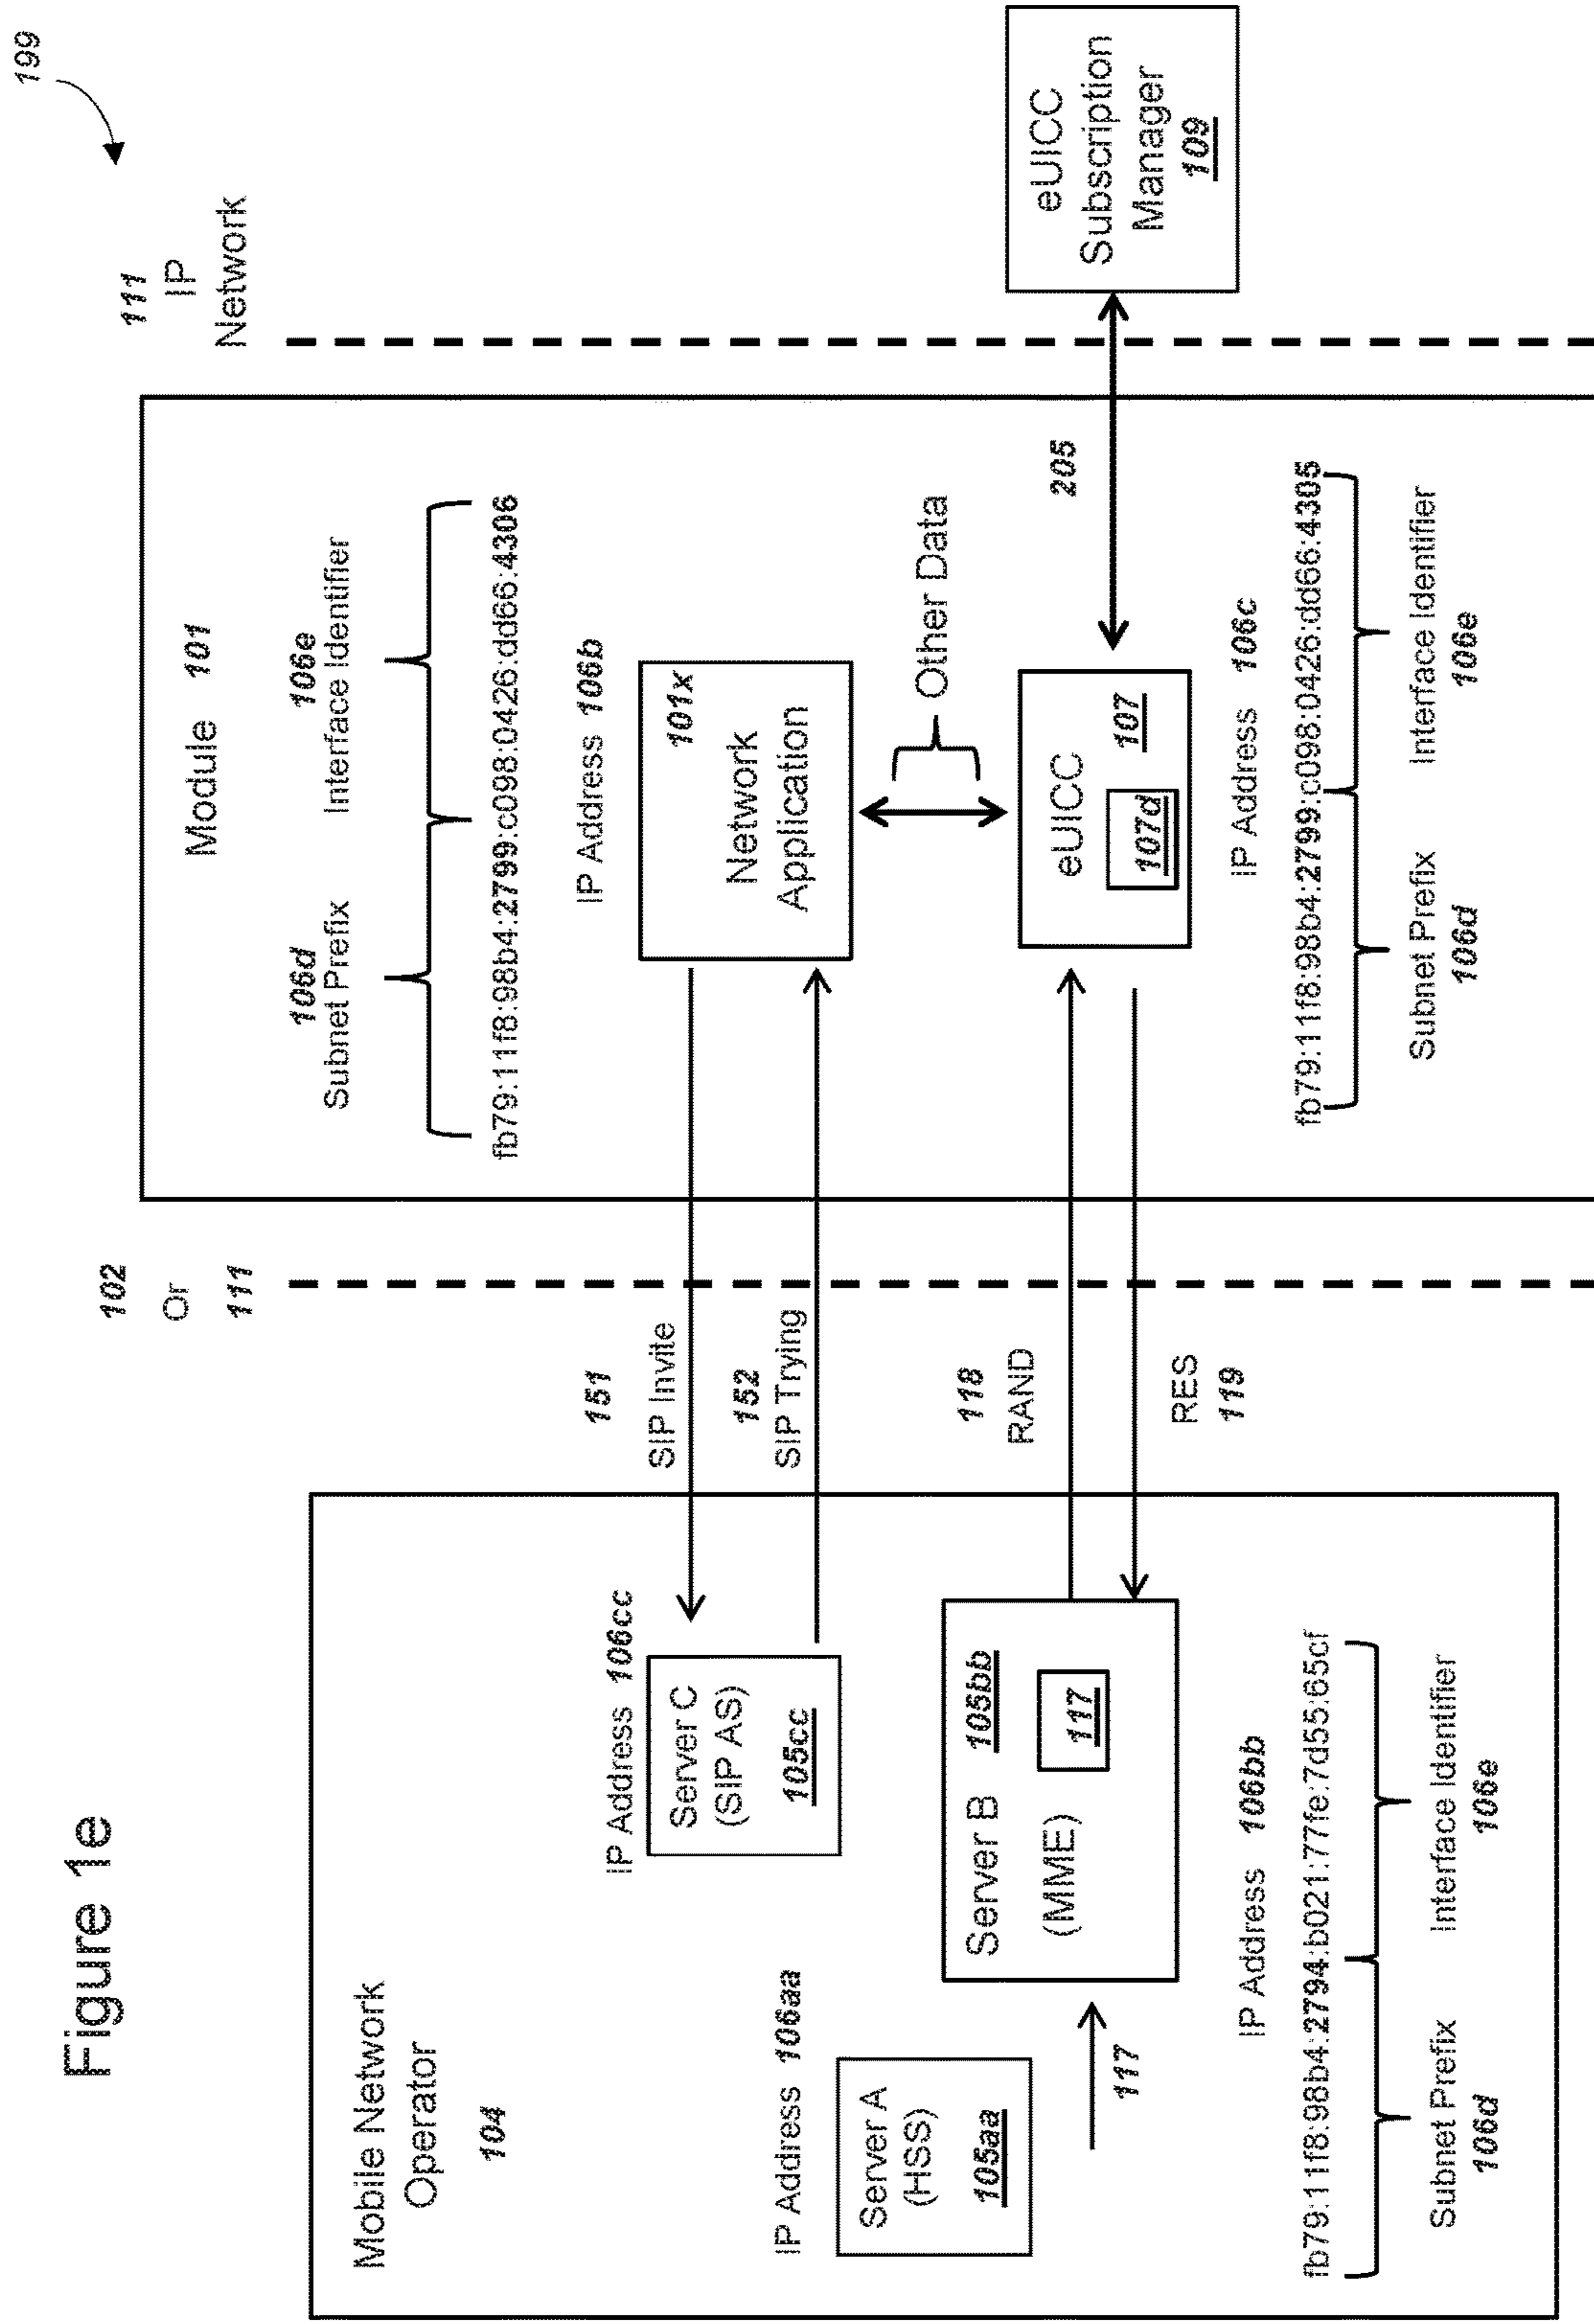 Figure 1e
199
Mobile Network
Operator
104
IP Address 106aa
Server A
(HSS)
105aa
117
IP Address 106cc
Server C
(SIP AS)
105cc
Server B 105bb
(MME)
117
IP Address 106bb
fb79:11f8:98b4:2794:b021:77fe:7d55:65cf
Subnet Prefix
106d
Interface Identifier
106e
102
Or
111
151
SIP Invite
152
SIP Trying
118
RAND
RES
119
Module 101
106d
Subnet Prefix
106e
Interface Identifier
fb79:11f8:98b4:2799:c098:0426:dd66:4306
IP Address 106b
101x
Network
Application
Other Data
eUICC 107
107d
205
IP Address 106c
fb79:11f8:98b4:2799:c098:0426:dd66:4305
Subnet Prefix
106d
Interface Identifier
106e
111
IP
Network
eUICC
Subscription
Manager
109